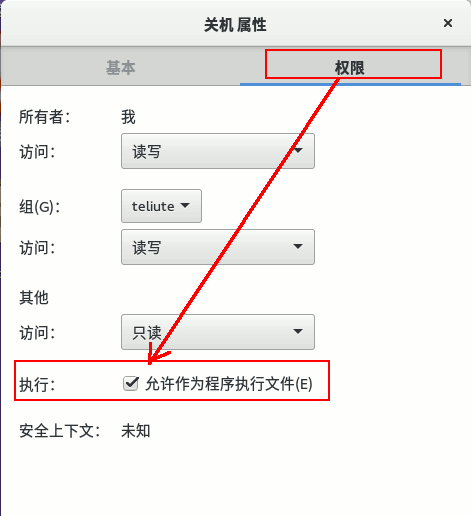 关机 属性
基本 权限
所有者： 我
访问： 读写
组(G)： teliute
访问： 读写
其他
访问： 只读
执行： 允许作为程序执行文件(E)
安全上下文： 未知